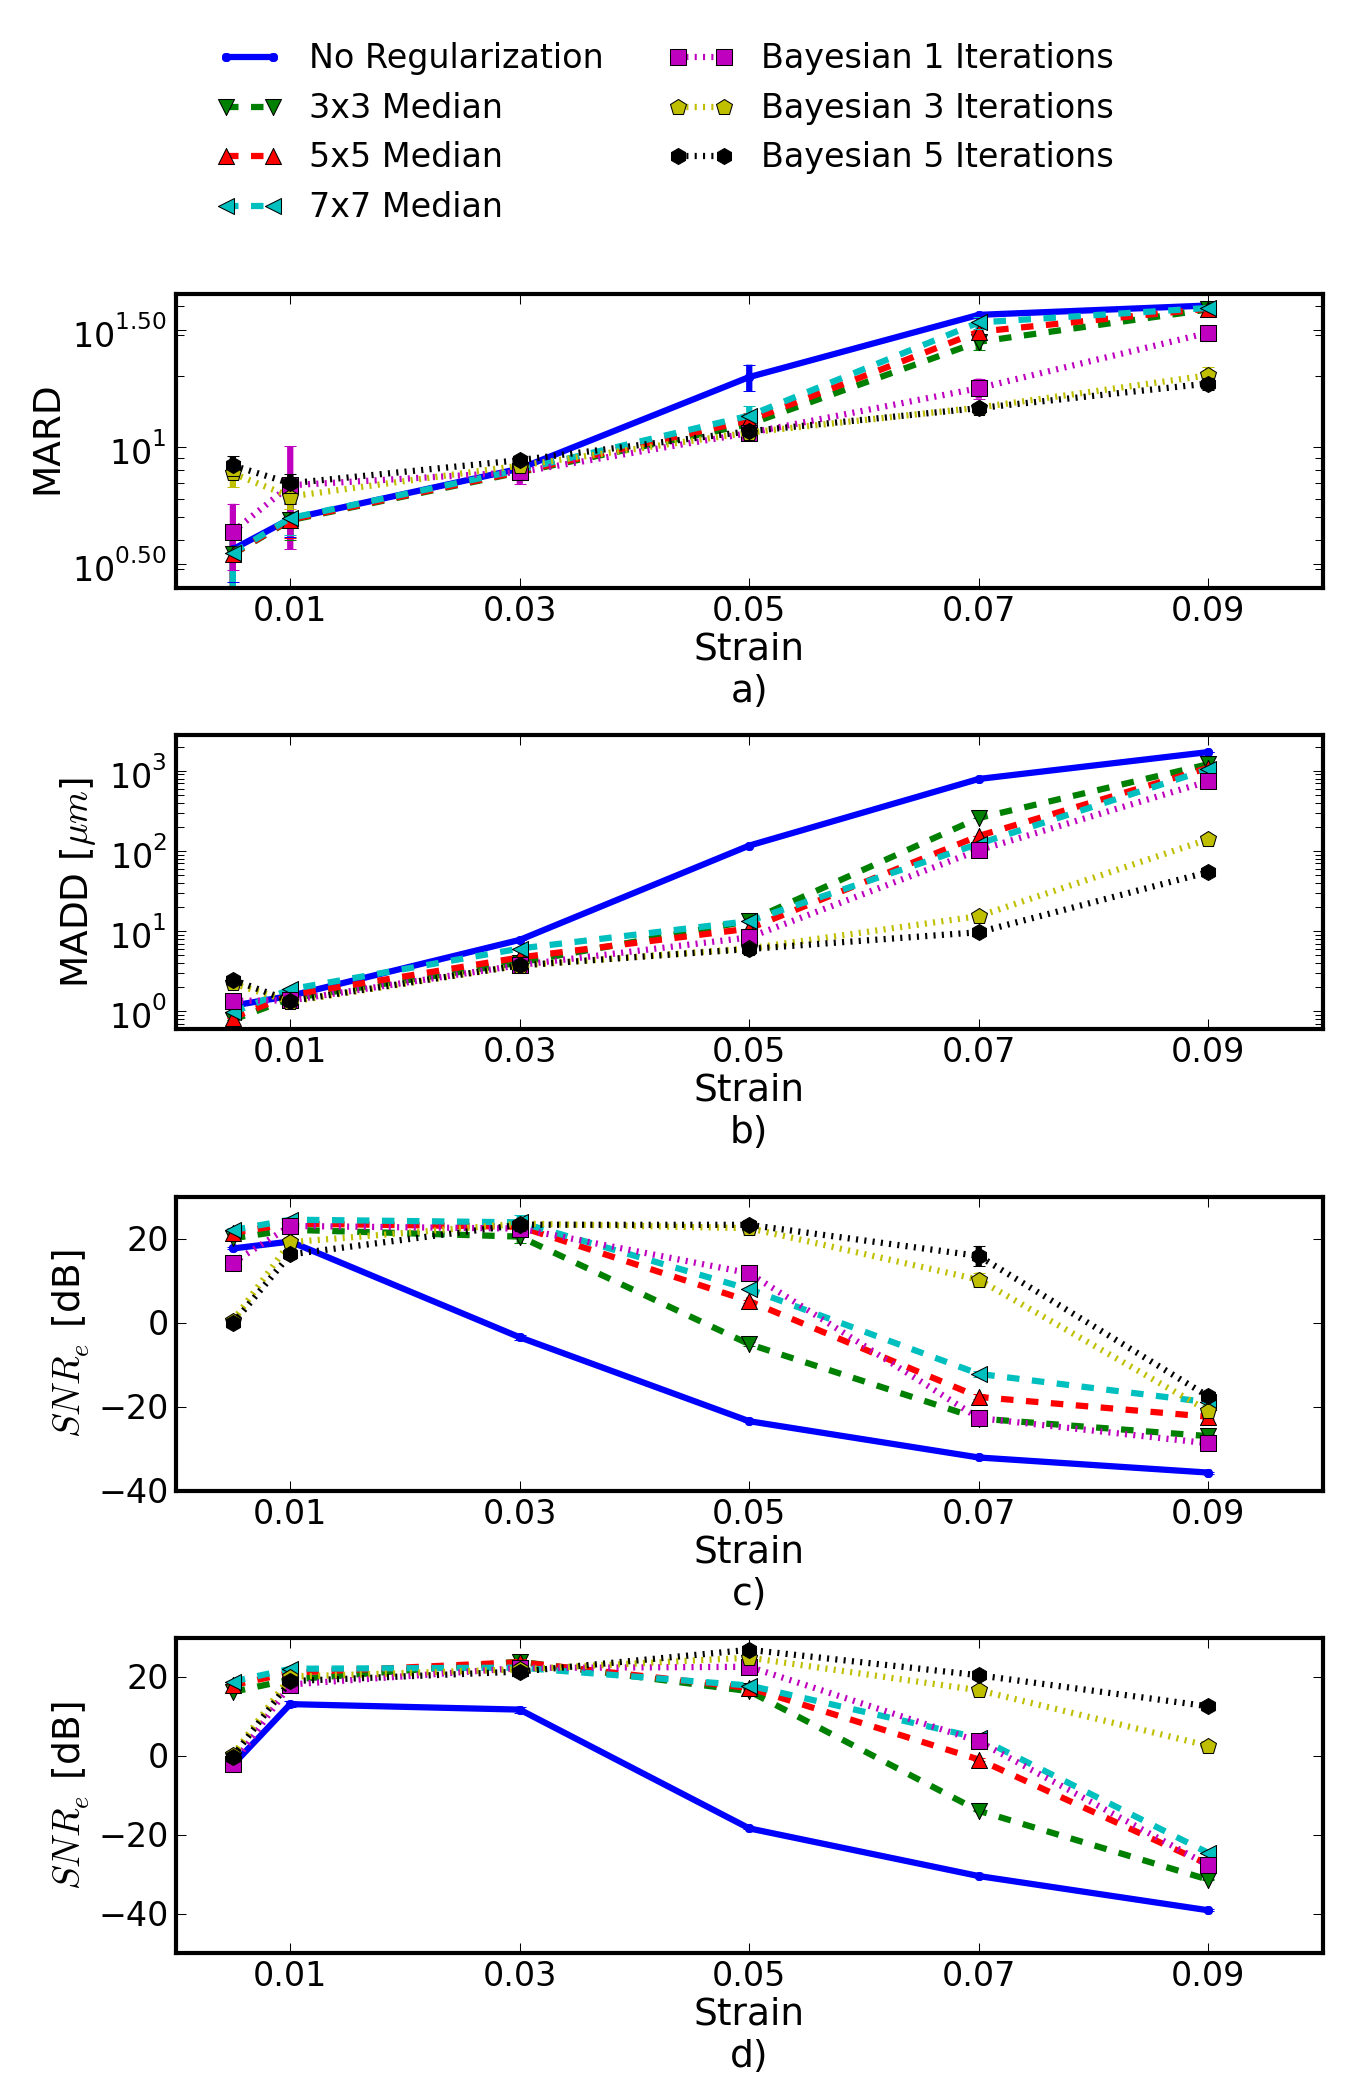 No Regularization
3x3 Median
5x5 Median
7x7 Median
Bayesian 1 Iterations
Bayesian 3 Iterations
Bayesian 5 Iterations
MARD
10^1.50
10^1
10^0.50
0.01 0.03 0.05 0.07 0.09
Strain
a)
MADD [μm]
10^3
10^2
10^1
10^0
0.01 0.03 0.05 0.07 0.09
Strain
b)
SNR_e [dB]
20
0
−20
−40
0.01 0.03 0.05 0.07 0.09
Strain
c)
SNR_e [dB]
20
0
−20
−40
0.01 0.03 0.05 0.07 0.09
Strain
d)